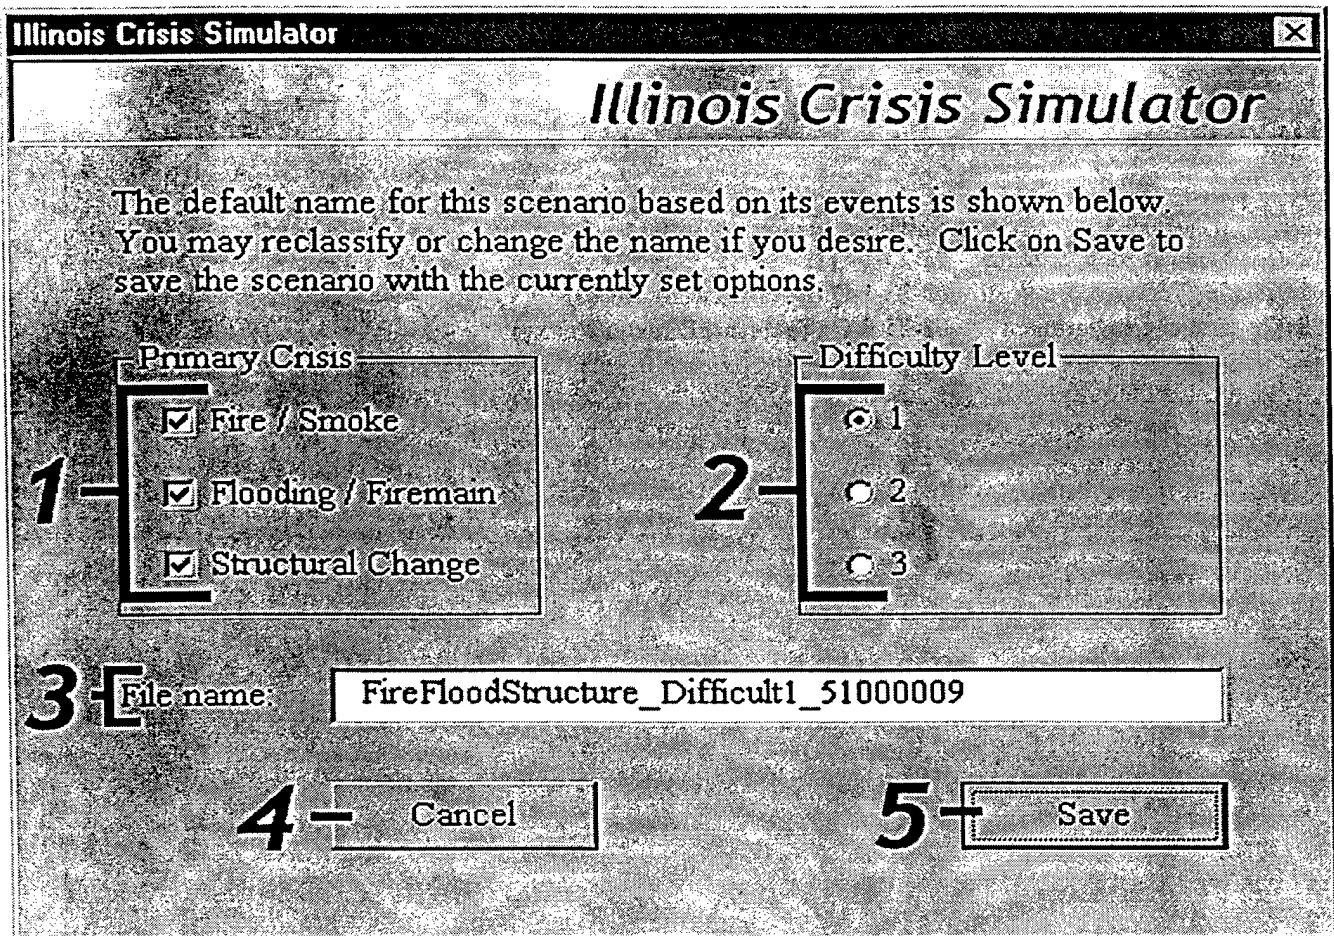 Illinois Crisis Simulator
Illinois Crisis Simulator
The default name for this scenario based on its events is shown below.
You may reclassify or change the name if you desire. Click on Save to
save the scenario with the currently set options.
Primary Crisis
Difficulty Level
1
Fire / Smoke
Flooding / Firemain
Structural Change
2
1
2
3
3
File name:
FireFloodStructure_Difficult1_51000009
4
Cancel
5
Save